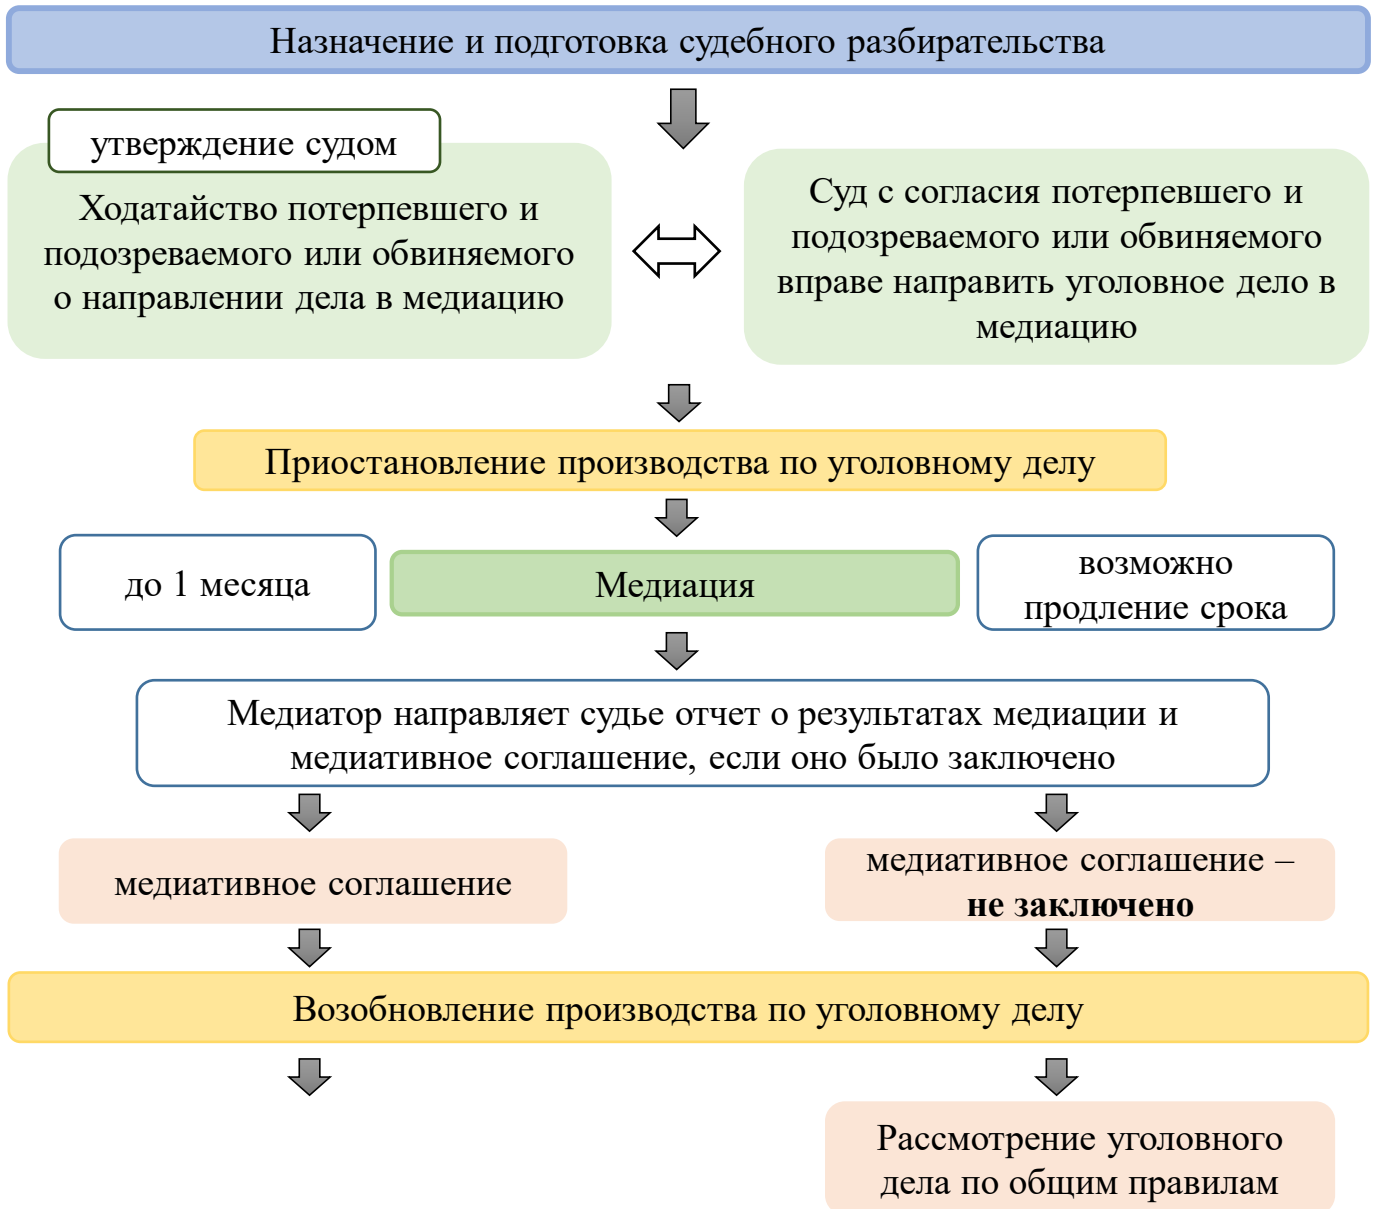 Назначение и подготовка судебного разбирательства
утверждение судом
Ходатайство потерпевшего и
подозреваемого или обвиняемого
о направлении дела в медиацию
Суд с согласия потерпевшего и
подозреваемого или обвиняемого
вправе направить уголовное дело в
медиацию
Приостановление производства по уголовному делу
до 1 месяца
Медиация
возможно
продление срока
Медиатор направляет судье отчет о результатах медиации и
медиативное соглашение, если оно было заключено
медиативное соглашение
медиативное соглашение –
не заключено
Возобновление производства по уголовному делу
Рассмотрение уголовного
дела по общим правилам